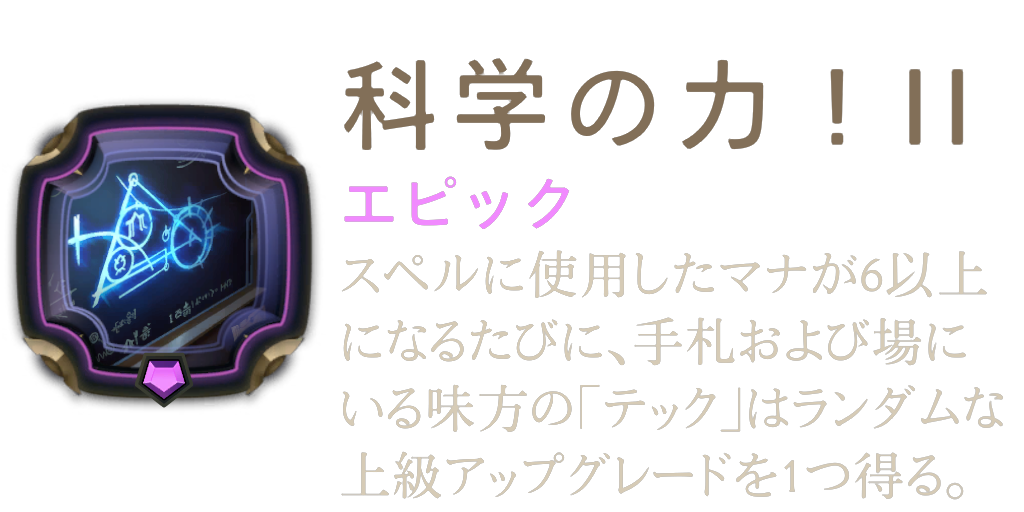 科学の力！II
エピック
スペルに使用したマナが6以上
になるたびに、手札および場に
いる味方の「テック」はランダムな
上級アップグレードを1つ得る。